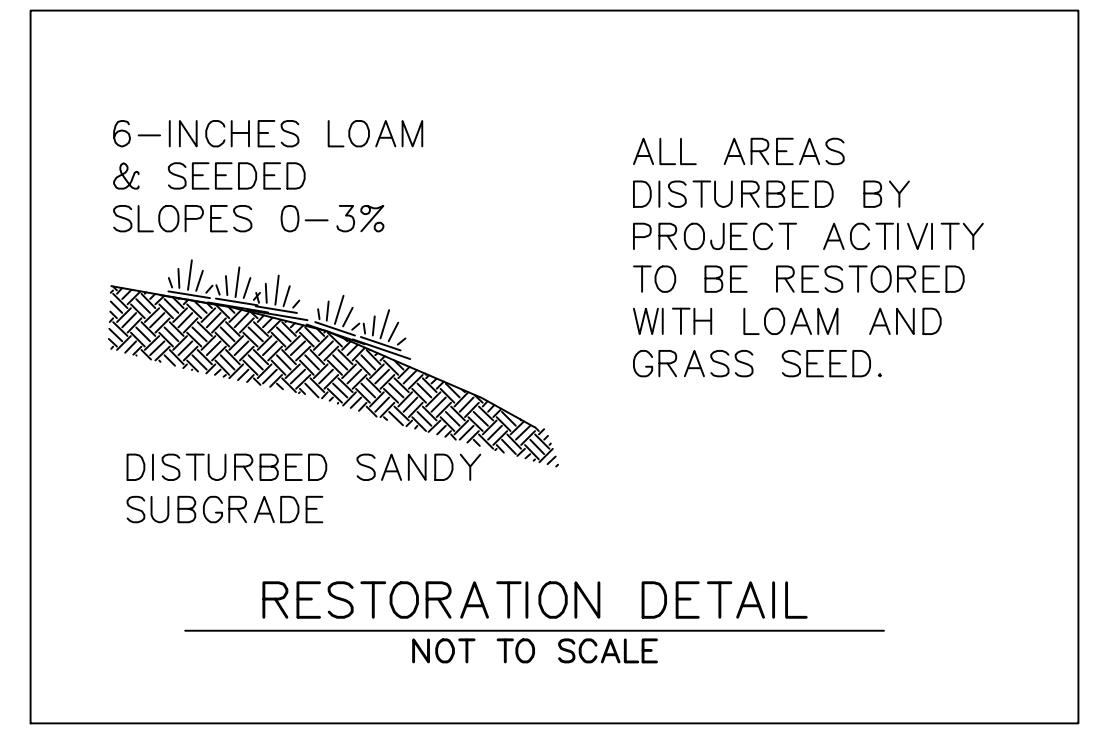 6-INCHES LOAM
& SEEDED
SLOPES 0-3%
ALL AREAS
DISTURBED BY
PROJECT ACTIVITY
TO BE RESTORED
WITH LOAM AND
GRASS SEED.
DISTURBED SANDY
SUBGRADE
RESTORATION DETAIL
NOT TO SCALE